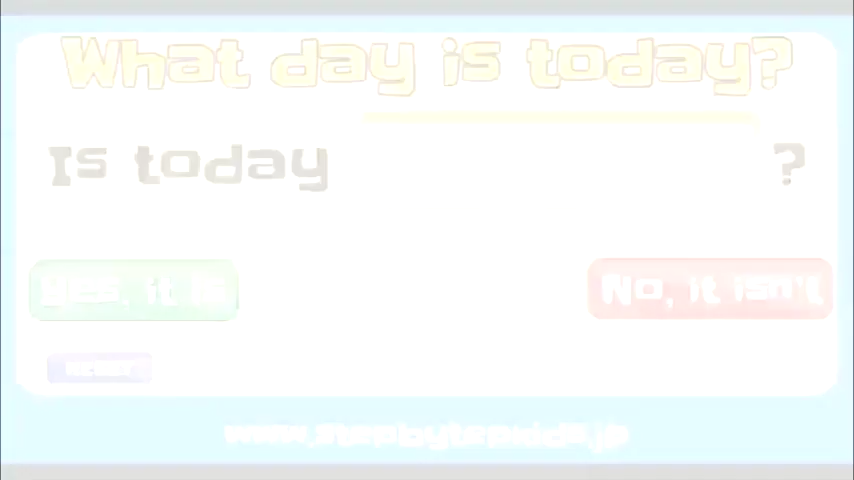 What day is today?
Is today ?
Yes, it is No, it isn't